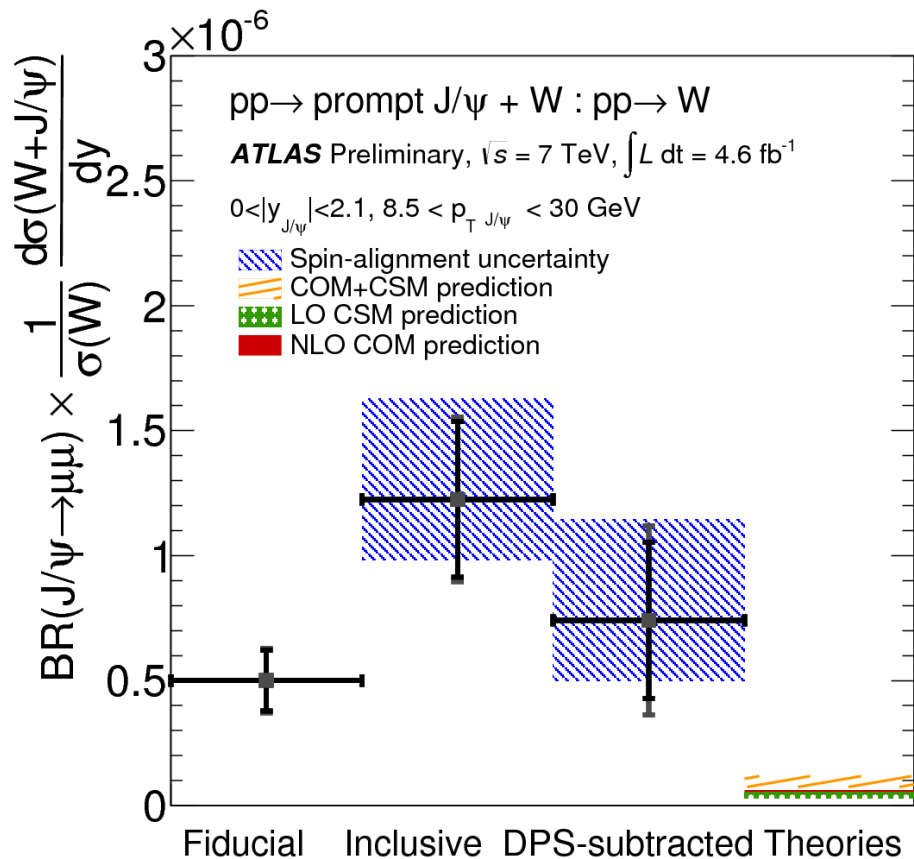 BR(J/ψ→μμ) × 1/σ(W) dσ(W+J/ψ)/dy
3×10⁻⁶
2.5
2
1.5
1
0.5
0
pp→ prompt J/ψ + W : pp→ W
ATLAS Preliminary, √s = 7 TeV, ∫L dt = 4.6 fb⁻¹
0<|y_J/ψ|<2.1, 8.5 < p_T J/ψ < 30 GeV
Spin-alignment uncertainty
COM+CSM prediction
LO CSM prediction
NLO COM prediction
Fiducial Inclusive DPS-subtracted Theories